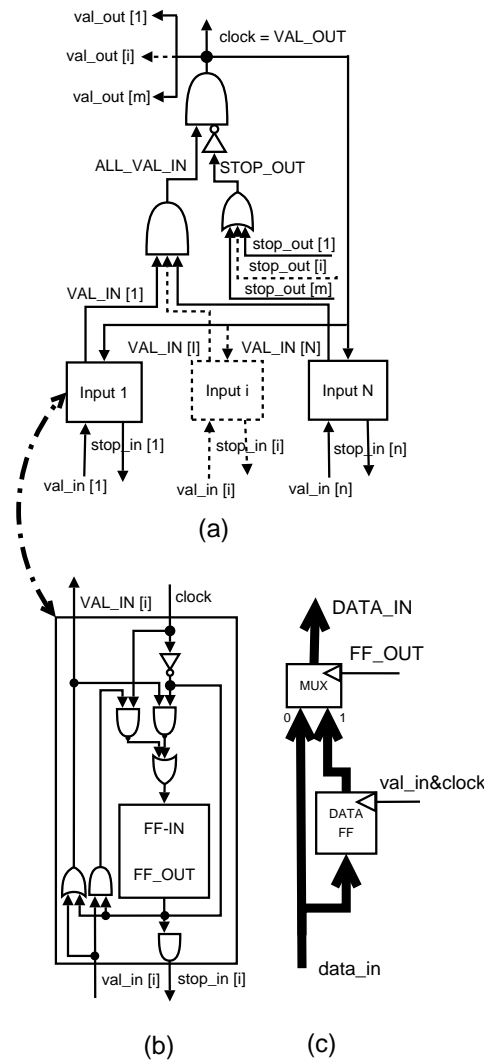 val_out [1]
clock = VAL_OUT
val_out [i]
val_out [m]
ALL_VAL_IN
STOP_OUT
stop_out [1]
stop_out [i]
stop_out [m]
VAL_IN [1]
VAL_IN [I]
VAL_IN [N]
Input 1
Input i
Input N
stop_in [1]
stop_in [i]
stop_in [n]
val_in [1]
val_in [i]
val_in [n]
(a)
VAL_IN [i]
clock
FF-IN
FF_OUT
val_in [i]
stop_in [i]
(b)
DATA_IN
FF_OUT
MUX
0
1
val_in&clock
DATA
FF
data_in
(c)